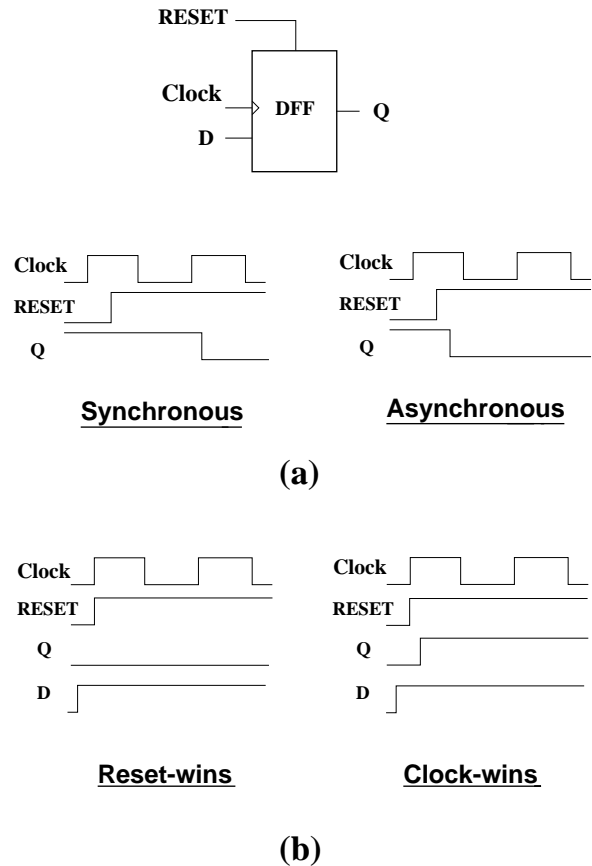 RESET
Clock
DFF
Q
D
Clock
RESET
Q
Synchronous
Clock
RESET
Q
Asynchronous
(a)
Clock
RESET
Q
D
Reset-wins
Clock
RESET
Q
D
Clock-wins
(b)